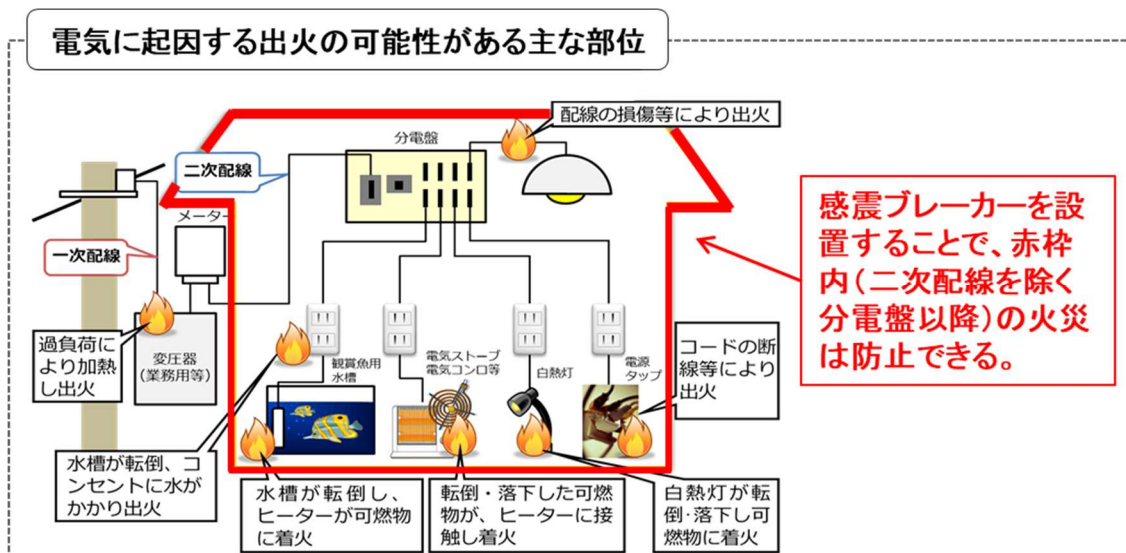 電気に起因する出火の可能性がある主な部位
配線の損傷等により出火
分電盤
二次配線
メーター
一次配線
感震ブレーカーを設
置することで、赤枠
内(二次配線を除く
分電盤以降)の火災
は防止できる。
過負荷に
より加熱
し出火
変圧器
(業務用等)
観賞魚用
水槽
電気ストーブ
電気コンロ等
白熱灯
電源
タップ
コードの断
線等により
出火
水槽が転倒、コ
ンセントに水が
かかり出火
水槽が転倒し、
ヒーターが可燃物
に着火
転倒・落下した可燃
物が、ヒーターに接
触し着火
白熱灯が転
倒・落下し可
燃物に着火